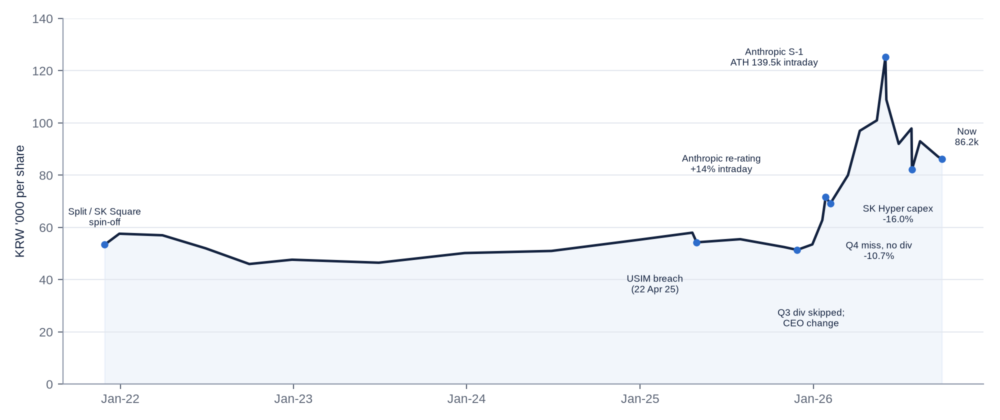 140
120
100
80
60
40
20
0
KRW '000 per share
Jan-22
Jan-23
Jan-24
Jan-25
Jan-26
Split / SK Square
spin-off
USIM breach
(22 Apr 25)
Q3 div skipped;
CEO change
Anthropic re-rating
+14% intraday
Q4 miss, no div
-10.7%
Anthropic S-1
ATH 139.5k intraday
SK Hyper capex
-16.0%
Now
86.2k